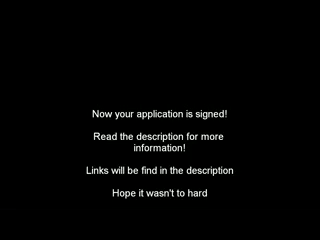 Now your application is signed!
Read the description for more
information!
Links will be find in the description
Hope it wasn't to hard